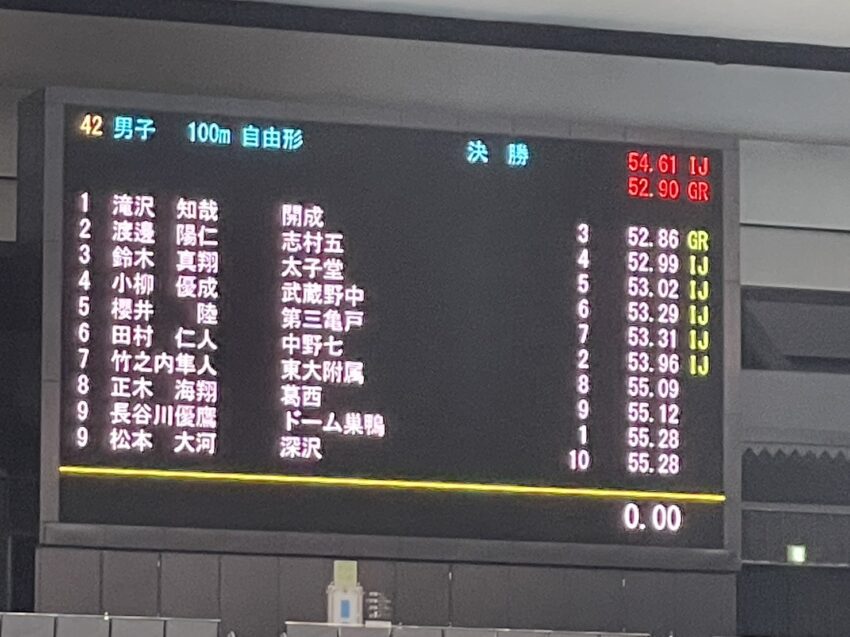 42 男子 100m 自由形 決勝 54.61 IJ
52.90 GR
1 滝沢 知哉 開成 3 52.86 GR
2 渡邊 陽仁 志村五 4 52.99 IJ
3 鈴木 真翔 太子堂 5 53.02 IJ
4 小柳 優成 武蔵野中 6 53.29 IJ
5 櫻井 陸 第三亀戸 7 53.31 IJ
6 田村 仁人 中野七 2 53.96 IJ
7 竹之内隼人 東大附属 8 55.09
8 正木 海翔 葛西 9 55.12
9 長谷川優鷹 ドーム巣鴨 1 55.28
9 松本 大河 深沢 10 55.28
0.00